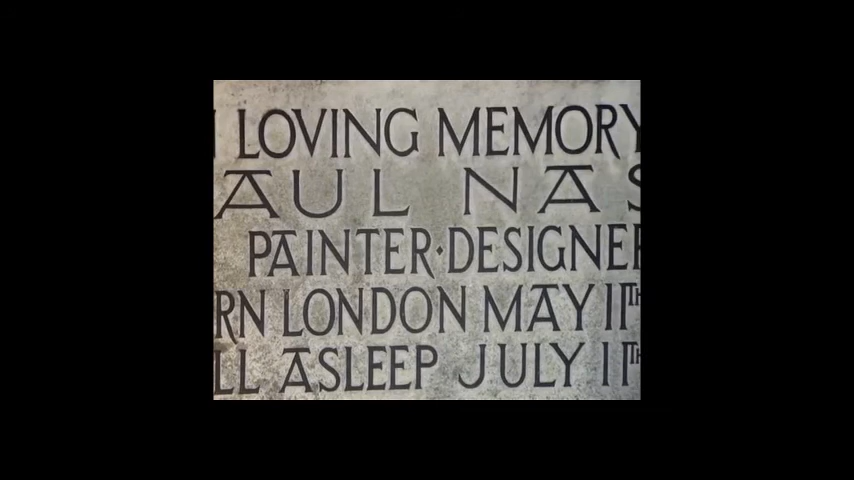 LOVING MEMORY
AUL NAS
PAINTER·DESIGNER
RN LONDON MAY 11TH
LL ASLEEP JULY 11TH